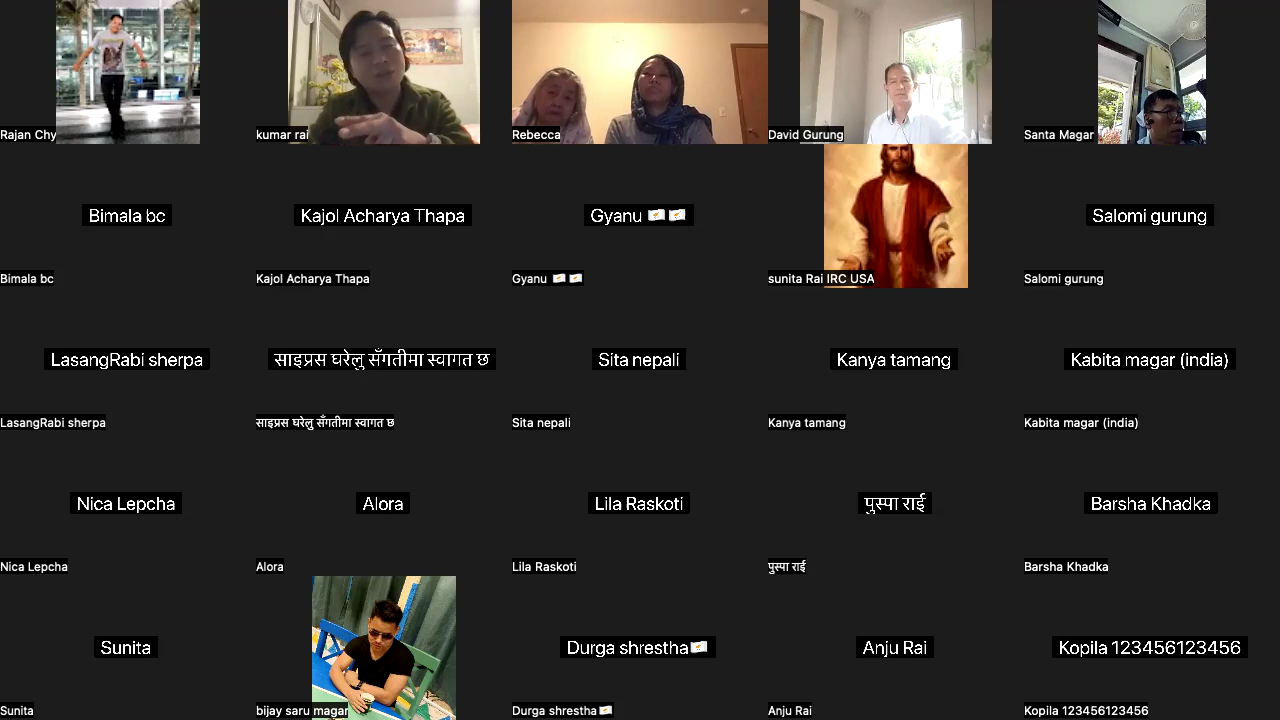 Rajan Chy
kumar rai
Rebecca
David Gurung
Santa Magar
Bimala bc
Kajol Acharya Thapa
Gyanu 🇨🇾🇨🇾
Salomi gurung
Bimala bc
Kajol Acharya Thapa
Gyanu 🇨🇾🇨🇾
sunita Rai IRC USA
Salomi gurung
LasangRabi sherpa
साइप्रस घरेलु सँगतीमा स्वागत छ
Sita nepali
Kanya tamang
Kabita magar (india)
LasangRabi sherpa
साइप्रस घरेलु सँगतीमा स्वागत छ
Sita nepali
Kanya tamang
Kabita magar (india)
Nica Lepcha
Alora
Lila Raskoti
पुस्पा राई
Barsha Khadka
Nica Lepcha
Alora
Lila Raskoti
पुस्पा राई
Barsha Khadka
Sunita
Durga shrestha🇨🇾
Anju Rai
Kopila 123456123456
Sunita
bijay saru magar
Durga shrestha🇨🇾
Anju Rai
Kopila 123456123456